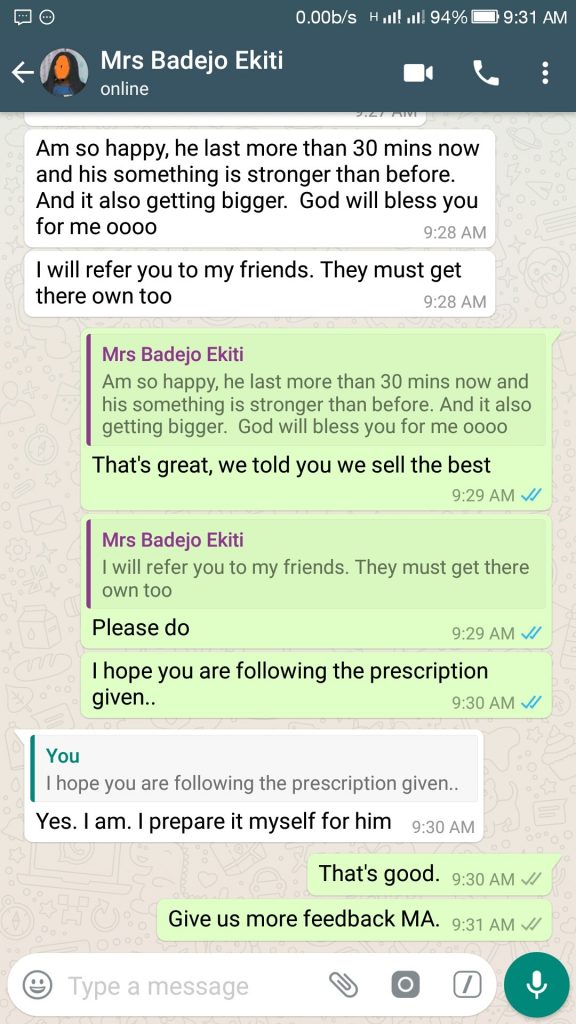 0.00b/s H 94% 9:31 AM
Mrs Badejo Ekiti
online
9:27 AM
Am so happy, he last more than 30 mins now
and his something is stronger than before.
And it also getting bigger. God will bless you
for me oooo
9:28 AM
I will refer you to my friends. They must get
there own too
9:28 AM
Mrs Badejo Ekiti
Am so happy, he last more than 30 mins now and
his something is stronger than before. And it also
getting bigger. God will bless you for me oooo
That's great, we told you we sell the best
9:29 AM
Mrs Badejo Ekiti
I will refer you to my friends. They must get there
own too
Please do
9:29 AM
I hope you are following the prescription
given..
9:30 AM
You
I hope you are following the prescription given..
Yes. I am. I prepare it myself for him 9:30 AM
That's good. 9:30 AM
Give us more feedback MA. 9:31 AM
Type a message